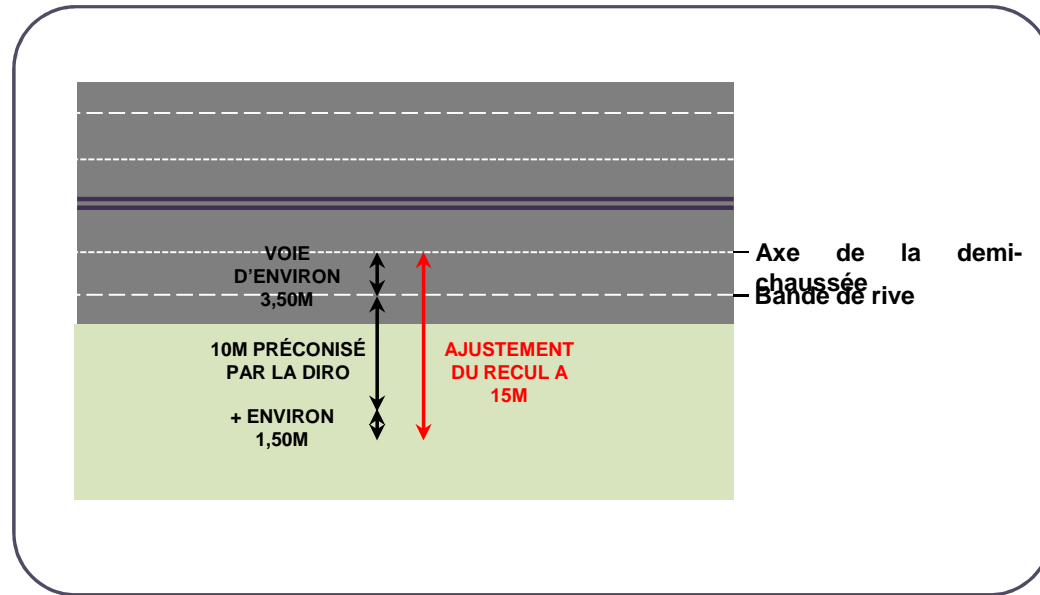 VOIE
D'ENVIRON
3,50M
Axe de la demi-
chaussée
Bande de rive
10M PRÉCONISÉ
PAR LA DIRO
AJUSTEMENT
DU RECUL A
15M
+ ENVIRON
1,50M